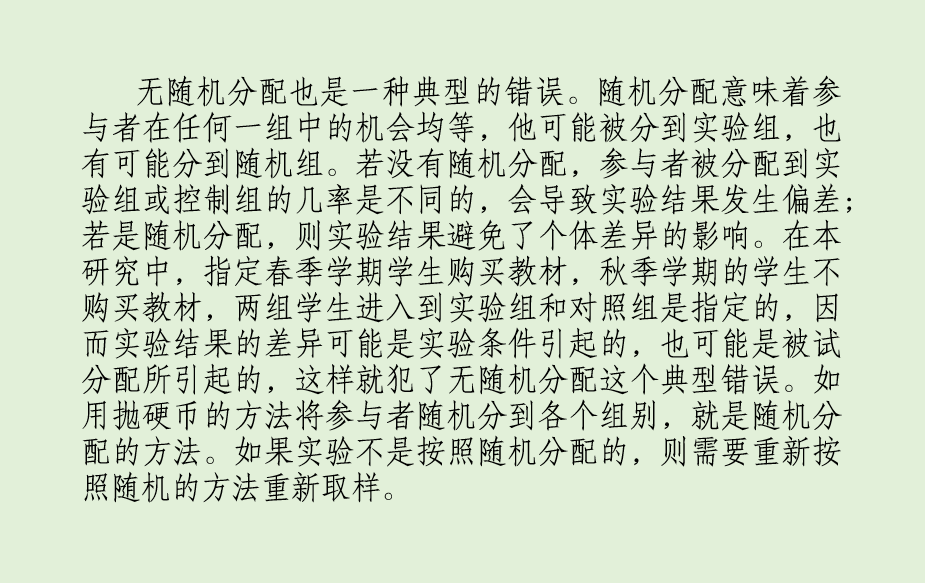 无随机分配也是一种典型的错误。随机分配意味着参
与者在任何一组中的机会均等，他可能被分到实验组，也
有可能分到随机组。若没有随机分配，参与者被分配到实
验组或控制组的几率是不同的，会导致实验结果发生偏差；
若是随机分配，则实验结果避免了个体差异的影响。在本
研究中，指定春季学期学生购买教材，秋季学期的学生不
购买教材，两组学生进入到实验组和对照组是指定的，因
而实验结果的差异可能是实验条件引起的，也可能是被试
分配所引起的，这样就犯了无随机分配这个典型错误。如
用抛硬币的方法将参与者随机分到各个组别，就是随机分
配的方法。如果实验不是按照随机分配的，则需要重新按
照随机的方法重新取样。